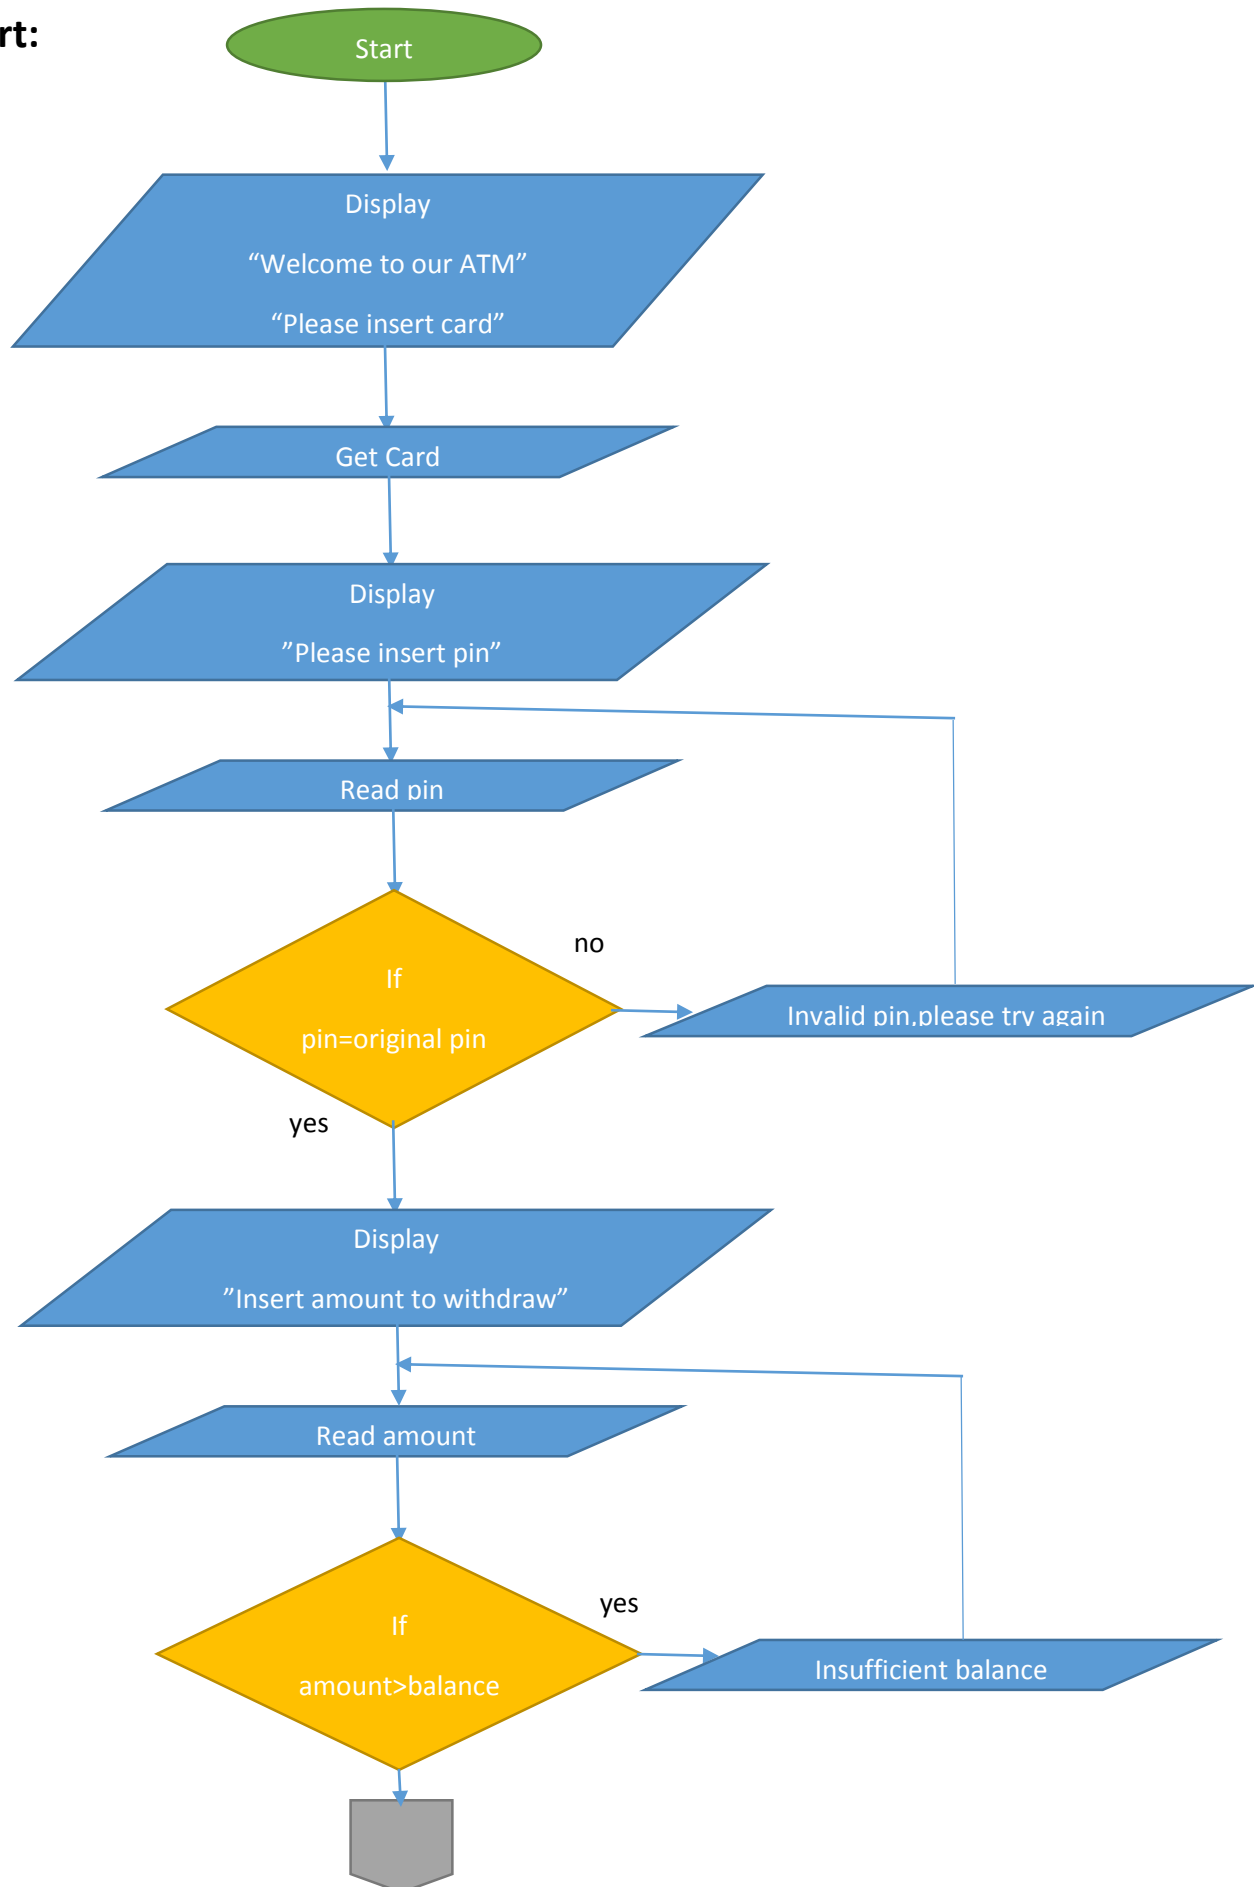 rt:
Start
Display
“Welcome to our ATM”
“Please insert card”
Get Card
Display
”Please insert pin”
Read pin
no
If
pin=original pin
Invalid pin,please try again
yes
Display
”Insert amount to withdraw”
Read amount
yes
If
amount>balance
Insufficient balance